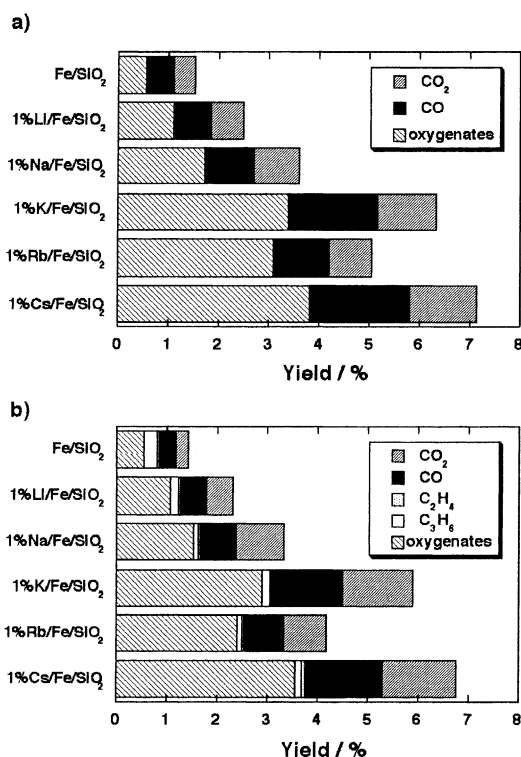 a)
Fe/SiO₂
1%Li/Fe/SiO₂
1%Na/Fe/SiO₂
1%K/Fe/SiO₂
1%Rb/Fe/SiO₂
1%Cs/Fe/SiO₂
CO₂
CO
oxygenates
0 1 2 3 4 5 6 7 8
Yield / %
b)
Fe/SiO₂
1%Li/Fe/SiO₂
1%Na/Fe/SiO₂
1%K/Fe/SiO₂
1%Rb/Fe/SiO₂
1%Cs/Fe/SiO₂
CO₂
CO
C₂H₄
C₃H₆
oxygenates
0 1 2 3 4 5 6 7 8
Yield / %